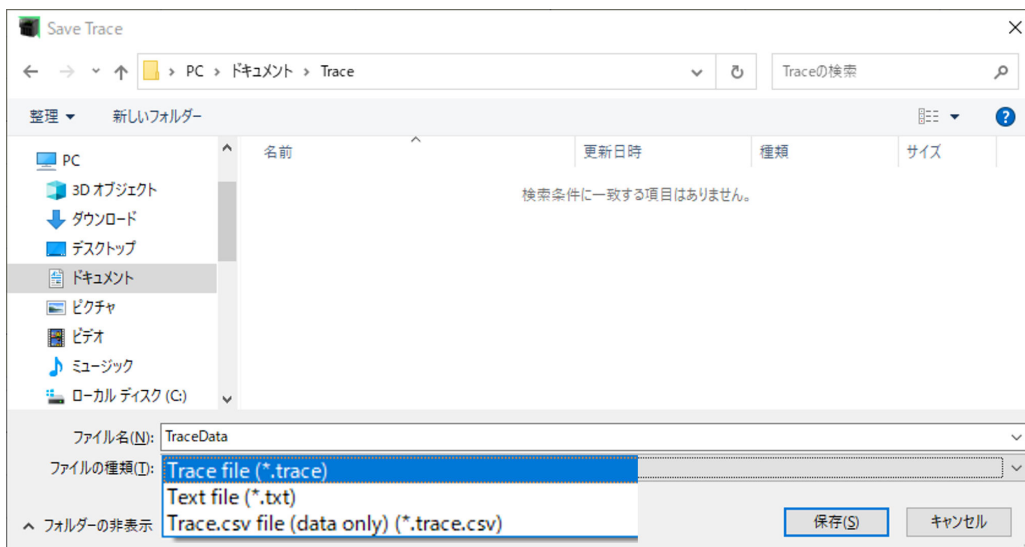 Save Trace
PC › ドキュメント › Trace
Traceの検索
整理 新しいフォルダー
名前 更新日時 種類 サイズ
検索条件に一致する項目はありません。
PC
3D オブジェクト
ダウンロード
デスクトップ
ドキュメント
ピクチャ
ビデオ
ミュージック
ローカル ディスク (C:)
ファイル名(N): TraceData
ファイルの種類(T): Trace file (*.trace)
Text file (*.txt)
Trace.csv file (data only) (*.trace.csv)
フォルダーの非表示 保存(S) キャンセル